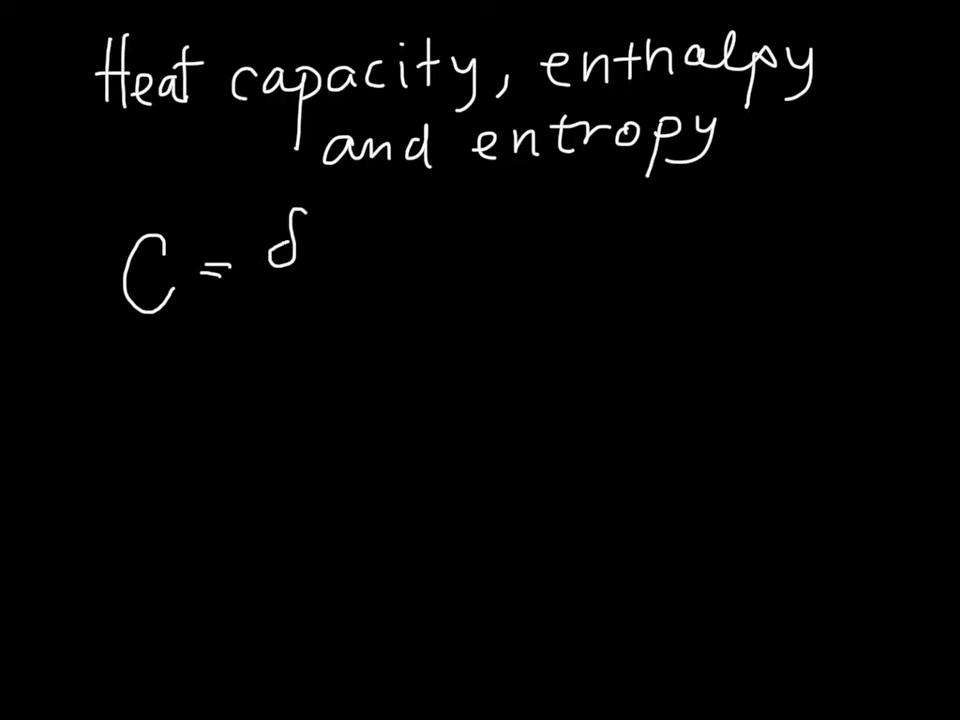 Heat capacity, enthalpy
and entropy
C = δ